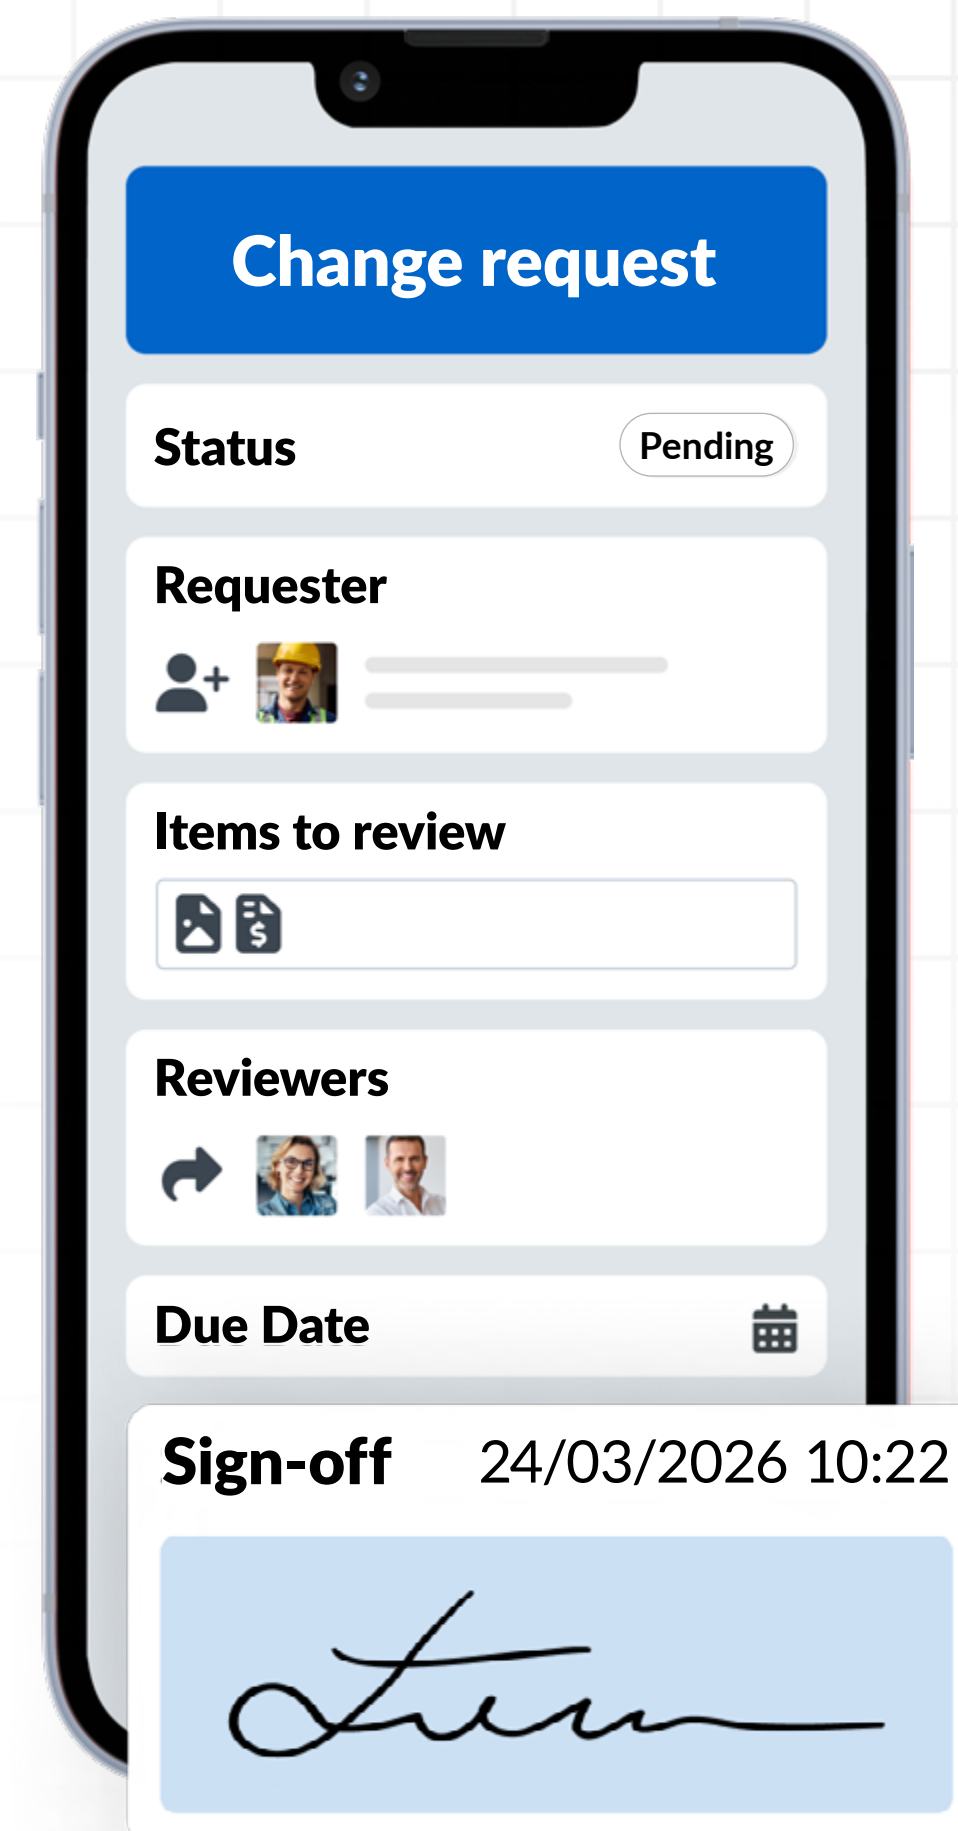 Change request
Status
Pending
Requester
Items to review
Reviewers
Due Date
Sign-off 24/03/2026 10:22